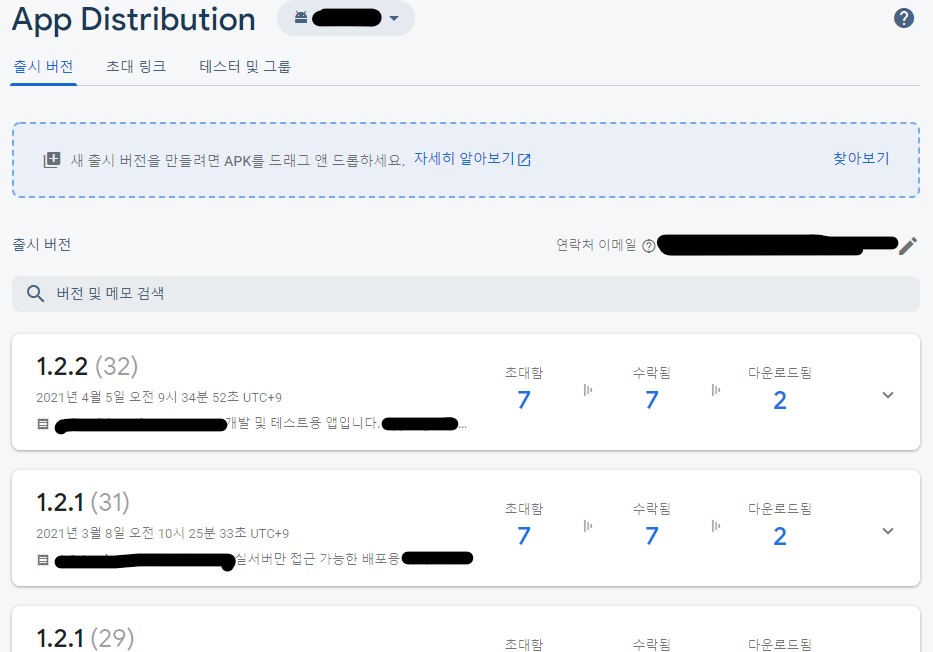 App Distribution
출시 버전 초대 링크 테스터 및 그룹
새 출시 버전을 만들려면 APK를 드래그 앤 드롭하세요. 자세히 알아보기 찾아보기
출시 버전 연락처 이메일
버전 및 메모 검색
1.2.2 (32)
2021년 4월 5일 오전 9시 34분 52초 UTC+9
개발 및 테스트용 앱입니다. ...
초대함 수락됨 다운로드됨
7 7 2
1.2.1 (31)
2021년 3월 8일 오전 10시 25분 33초 UTC+9
실서버만 접근 가능한 배포용
초대함 수락됨 다운로드됨
7 7 2
1.2.1 (29)
초대함 수락됨 다운로드됨